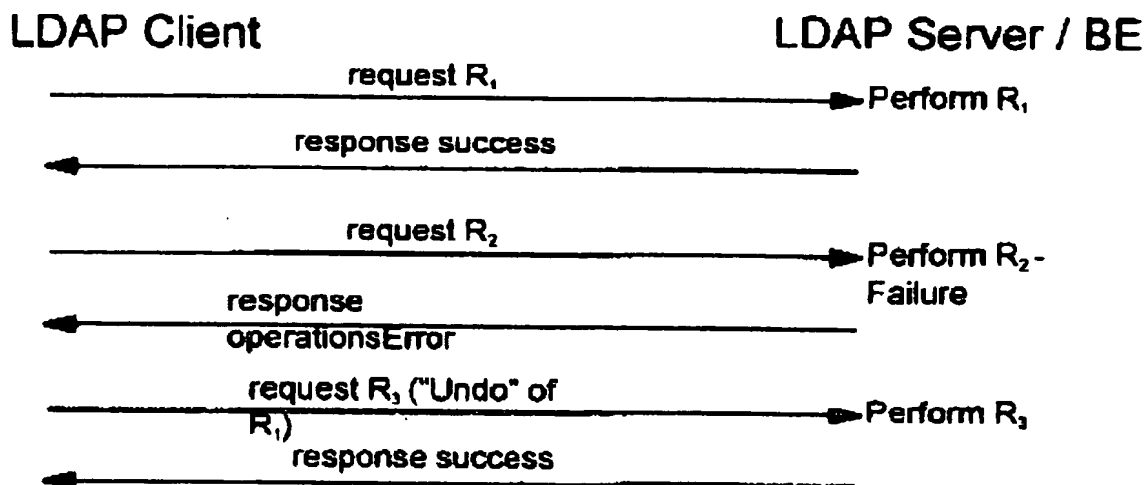 LDAP Client
LDAP Server / BE
request R₁
Perform R₁
response success
request R₂
Perform R₂-
Failure
response
operationsError
request R₃ ("Undo" of
R₁)
Perform R₃
response success